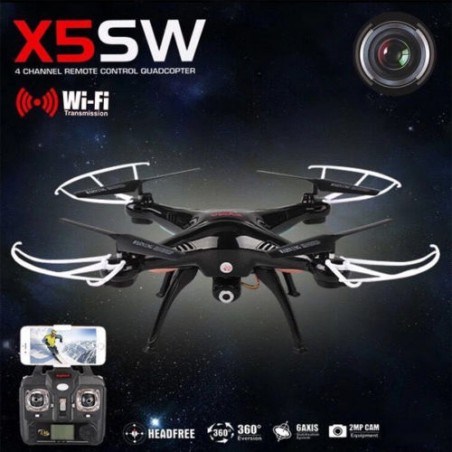 X5SW
4 CHANNEL REMOTE CONTROL QUADCOPTER
Wi-Fi
Transmission
HEADFREE
360°
360°
Eversion
6AXIS
2MP CAM
Equipment